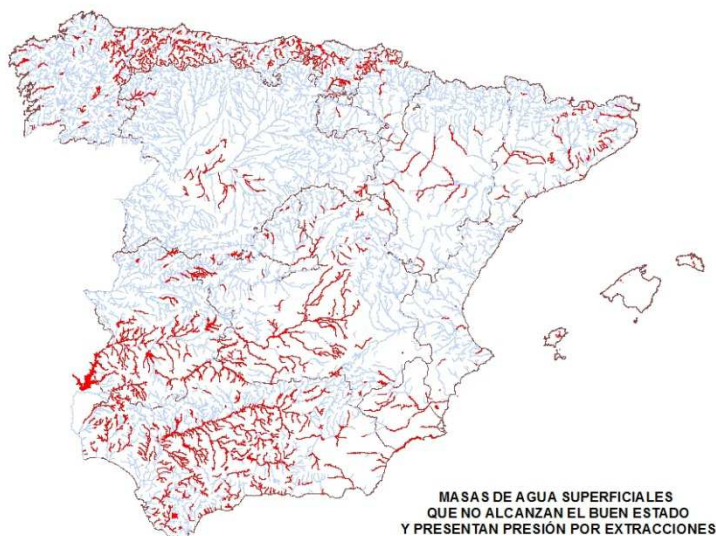 MASAS DE AGUA SUPERFICIALES
QUE NO ALCANZAN EL BUEN ESTADO
Y PRESENTAN PRESIÓN POR EXTRACCIONES